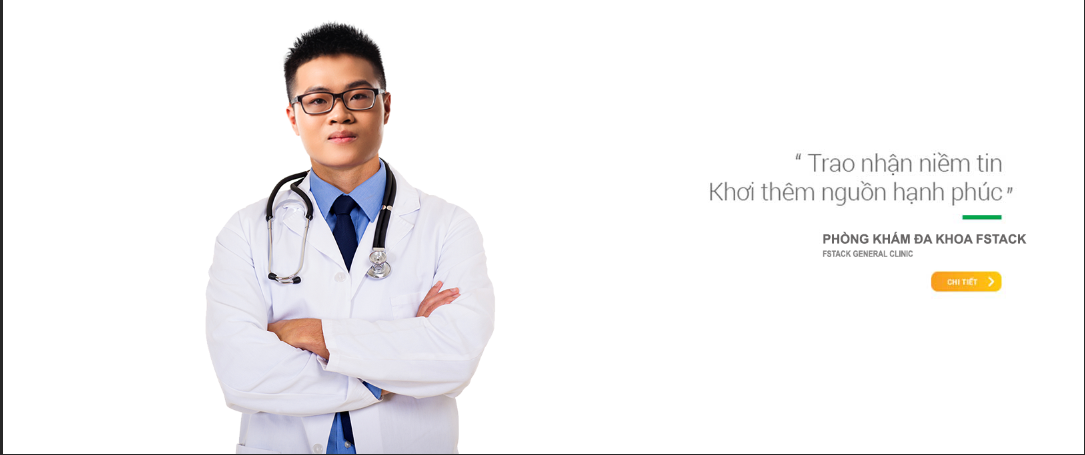 “ Trao nhận niềm tin
Khơi thêm nguồn hạnh phúc ”
PHÒNG KHÁM ĐA KHOA FSTACK
FSTACK GENERAL CLINIC
CHI TIẾT